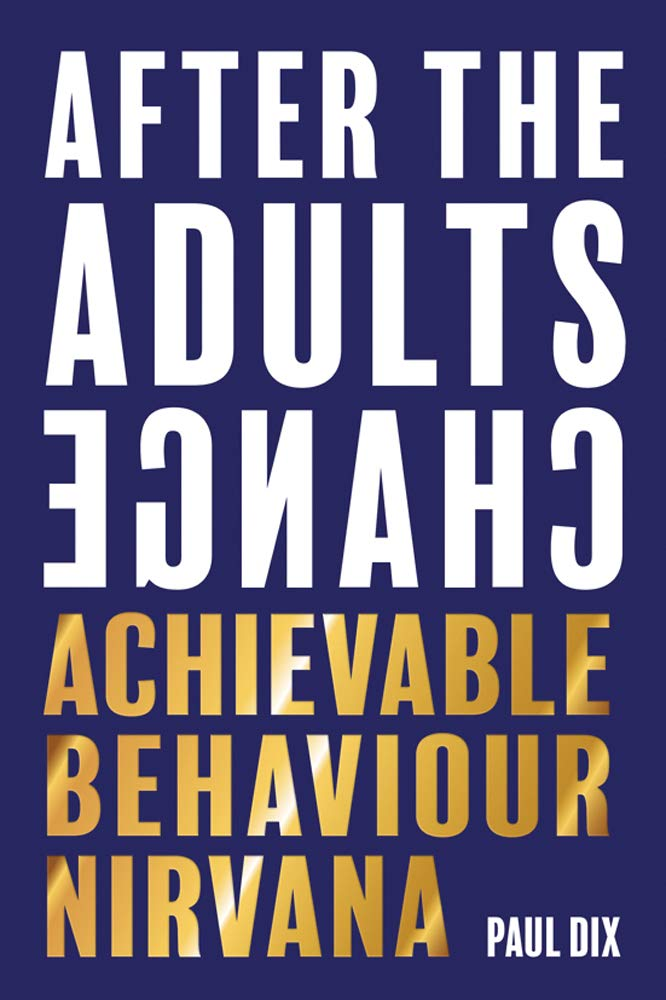 AFTER THE
ADULTS
CHANGE
ACHIEVABLE
BEHAVIOUR
NIRVANA
PAUL DIX